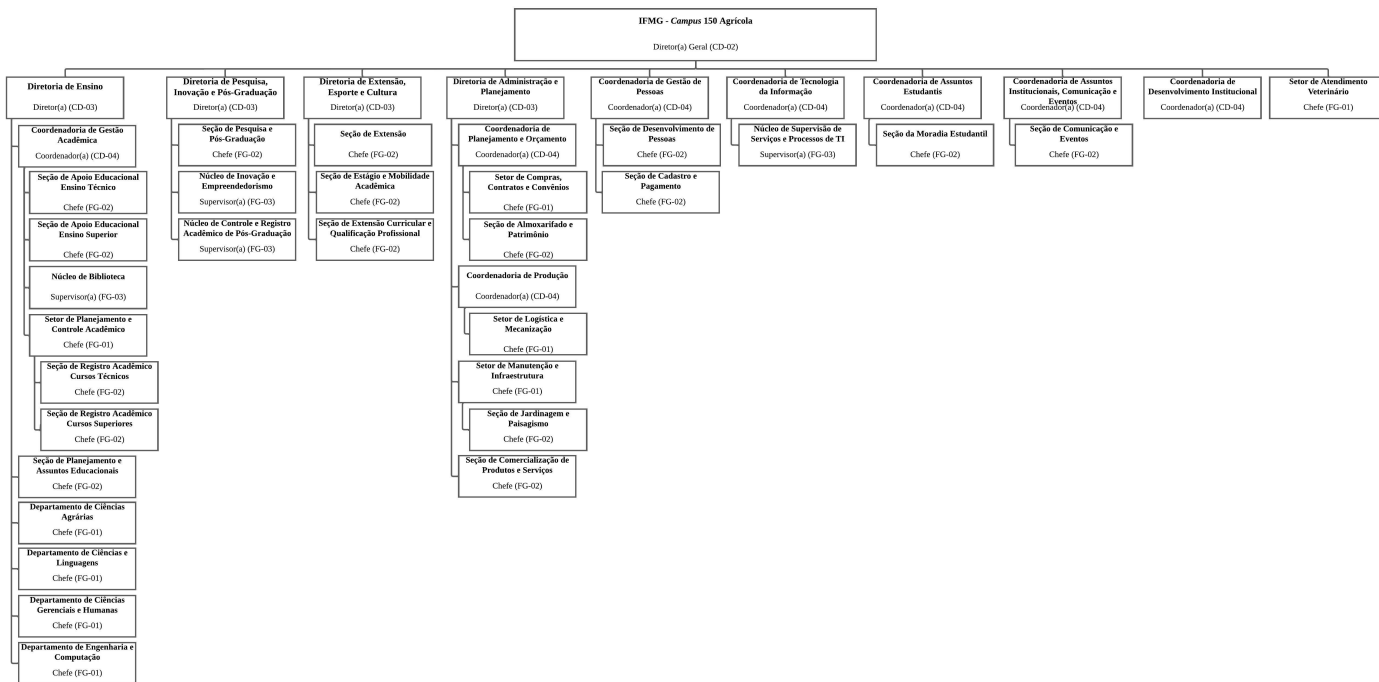 IFMG - Campus 150 Agrícola
Diretor(a) Geral (CD-02)
Diretoria de Ensino
Diretor(a) (CD-03)
Coordenadoria de Gestão
Acadêmica
Coordenador(a) (CD-04)
Seção de Apoio Educacional
Ensino Técnico
Chefe (FG-02)
Seção de Apoio Educacional
Ensino Superior
Chefe (FG-02)
Núcleo de Biblioteca
Supervisor(a) (FG-03)
Setor de Planejamento e
Controle Acadêmico
Chefe (FG-01)
Seção de Registro Acadêmico
Cursos Técnicos
Chefe (FG-02)
Seção de Registro Acadêmico
Cursos Superiores
Chefe (FG-02)
Seção de Planejamento e
Assuntos Educacionais
Chefe (FG-02)
Departamento de Ciências
Agrárias
Chefe (FG-01)
Departamento de Ciências e
Linguagens
Chefe (FG-01)
Departamento de Ciências
Gerenciais e Humanas
Chefe (FG-01)
Departamento de Engenharia e
Computação
Chefe (FG-01)
Diretoria de Pesquisa,
Inovação e Pós-Graduação
Diretor(a) (CD-03)
Seção de Pesquisa e
Pós-Graduação
Chefe (FG-02)
Núcleo de Inovação e
Empreendedorismo
Supervisor(a) (FG-03)
Núcleo de Controle e Registro
Acadêmico de Pós-Graduação
Supervisor(a) (FG-03)
Diretoria de Extensão,
Esporte e Cultura
Diretor(a) (CD-03)
Seção de Extensão
Chefe (FG-02)
Seção de Estágio e Mobilidade
Acadêmica
Chefe (FG-02)
Seção de Extensão Curricular e
Qualificação Profissional
Chefe (FG-02)
Diretoria de Administração e
Planejamento
Diretor(a) (CD-03)
Coordenadoria de
Planejamento e Orçamento
Coordenador(a) (CD-04)
Setor de Compras,
Contratos e Convênios
Chefe (FG-01)
Seção de Almoxarifado e
Patrimônio
Chefe (FG-02)
Coordenadoria de Produção
Coordenador(a) (CD-04)
Setor de Logística e
Mecanização
Chefe (FG-01)
Setor de Manutenção e
Infraestrutura
Chefe (FG-01)
Seção de Jardinagem e
Paisagismo
Chefe (FG-02)
Seção de Comercialização de
Produtos e Serviços
Chefe (FG-02)
Coordenadoria de Gestão de
Pessoas
Coordenador(a) (CD-04)
Seção de Desenvolvimento de
Pessoas
Chefe (FG-02)
Seção de Cadastro e
Pagamento
Chefe (FG-02)
Coordenadoria de Tecnologia
da Informação
Coordenador(a) (CD-04)
Núcleo de Supervisão de
Serviços e Processos de TI
Supervisor(a) (FG-03)
Coordenadoria de Assuntos
Estudantis
Coordenador(a) (CD-04)
Seção da Moradia Estudantil
Chefe (FG-02)
Coordenadoria de Assuntos
Institucionais, Comunicação e
Eventos
Coordenador(a) (CD-04)
Seção de Comunicação e
Eventos
Chefe (FG-02)
Coordenadoria de
Desenvolvimento Institucional
Coordenador(a) (CD-04)
Setor de Atendimento
Veterinário
Chefe (FG-01)